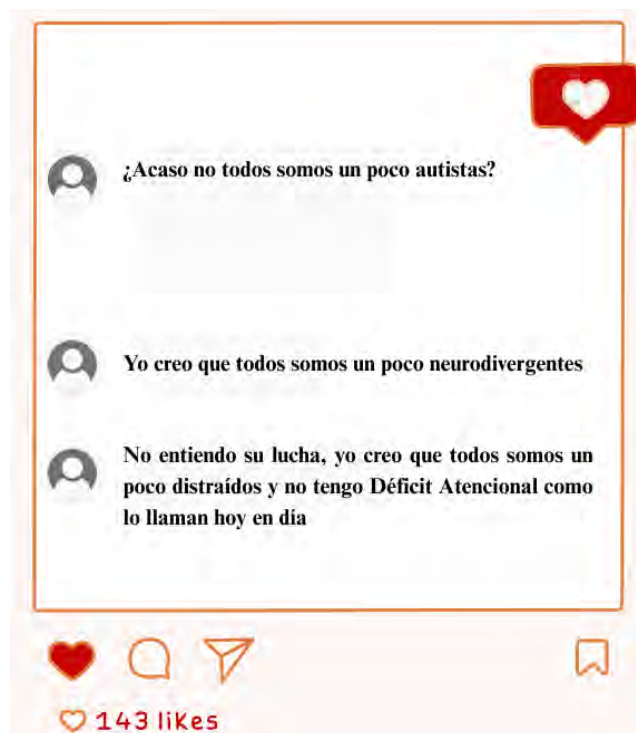 ¿Acaso no todos somos un poco autistas?
Yo creo que todos somos un poco neurodivergentes
No entiendo su lucha, yo creo que todos somos un
poco distraídos y no tengo Déficit Atencional como
lo llaman hoy en día
143 likes